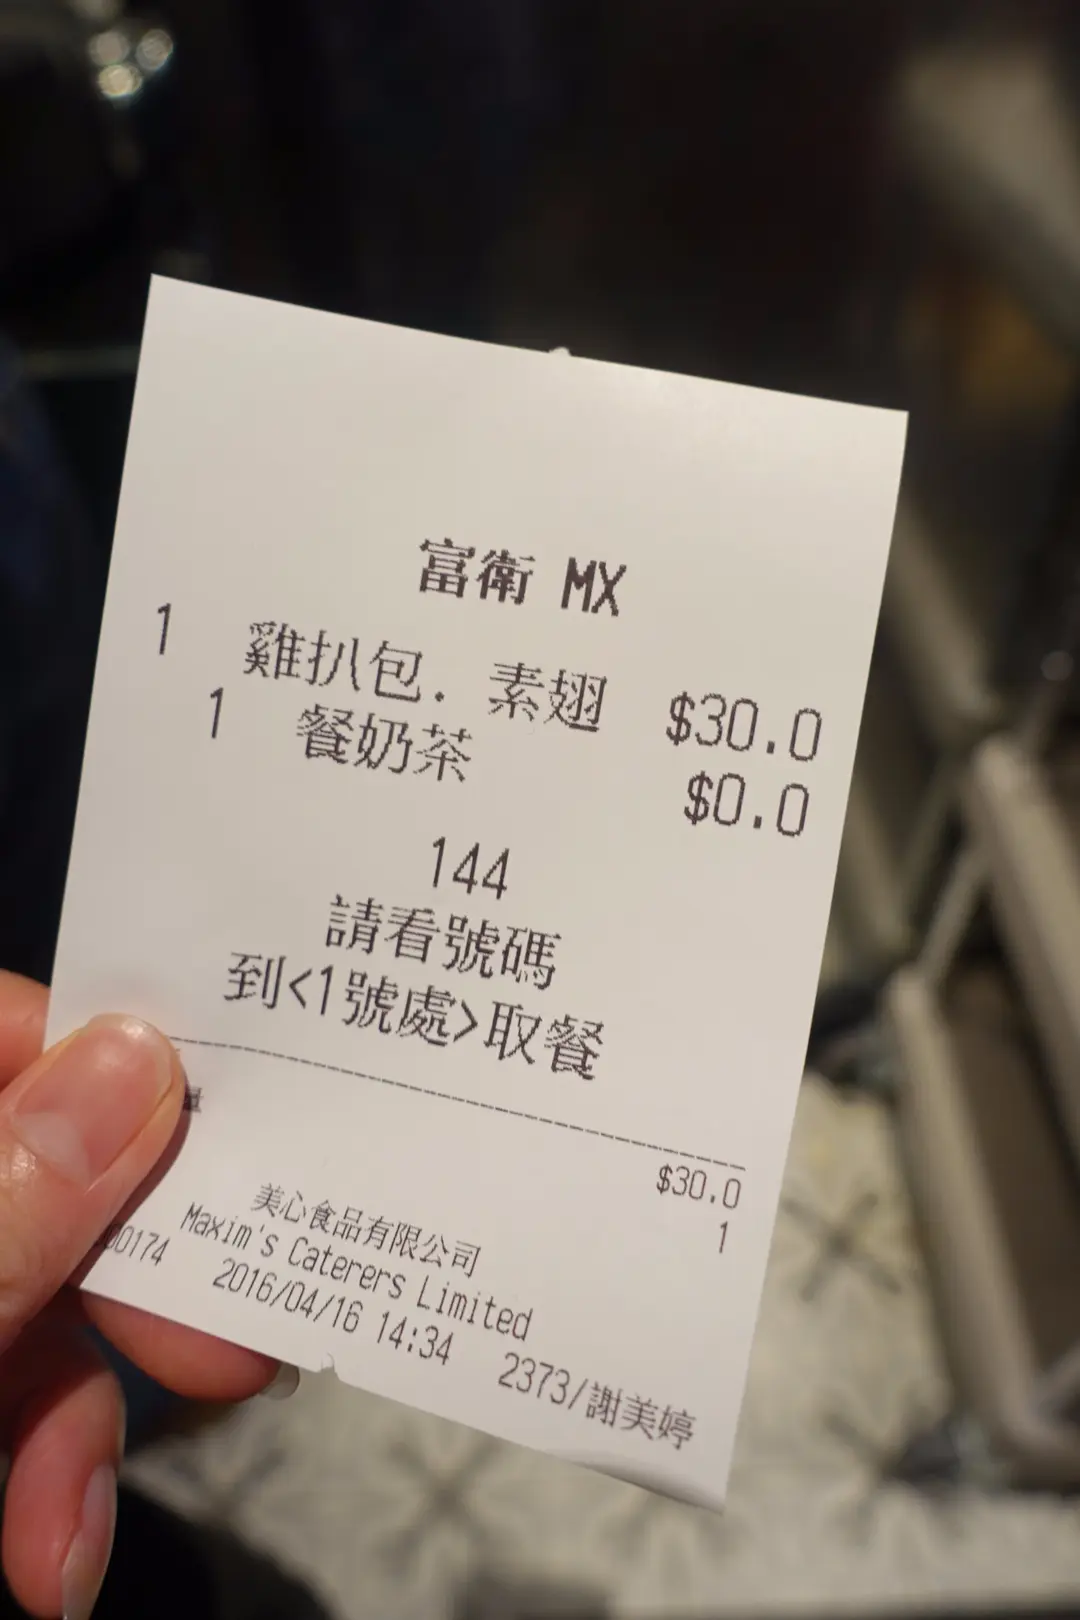 富衛 MX
1 雞扒包. 素翅 $30.0
1 餐奶茶 $0.0
144
請看號碼
到<1號處>取餐
量
$30.0
1
美心食品有限公司
Maxim's Caterers Limited
00174 2016/04/16 14:34 2373/謝美婷